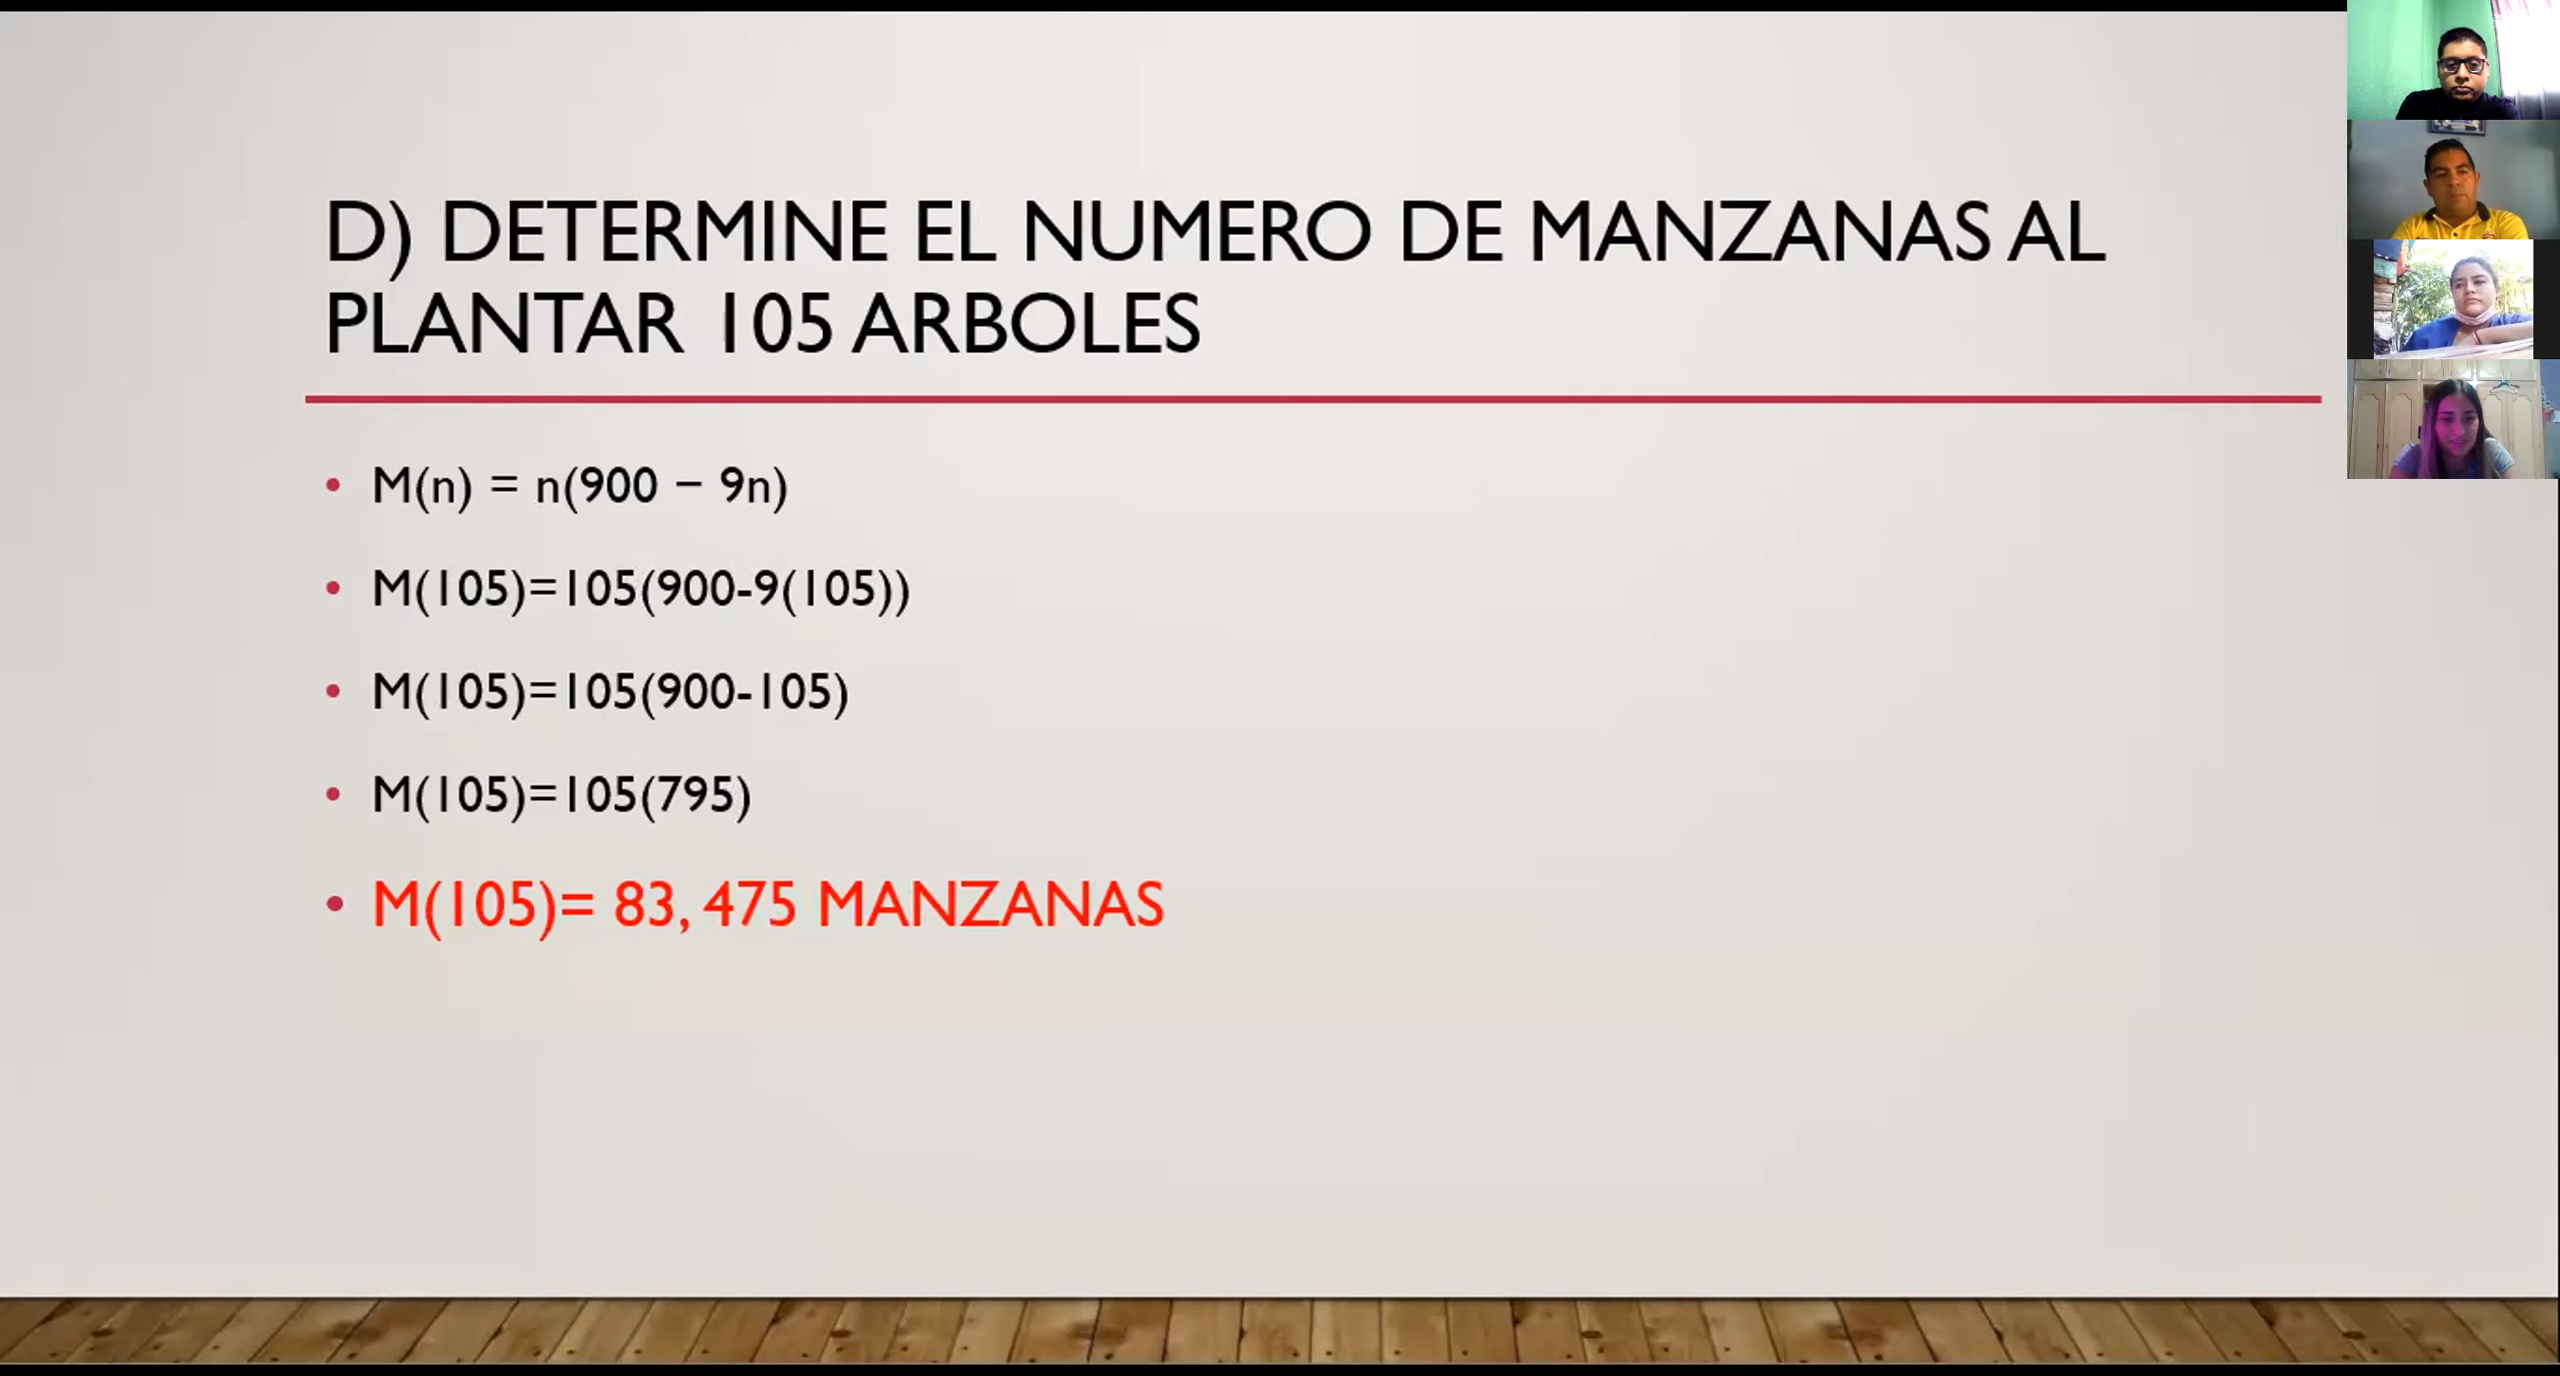 D) DETERMINE EL NUMERO DE MANZANAS AL
PLANTAR 105 ARBOLES
• M(n) = n(900 − 9n)
• M(105)=105(900-9(105))
• M(105)=105(900-105)
• M(105)=105(795)
• M(105)= 83, 475 MANZANAS